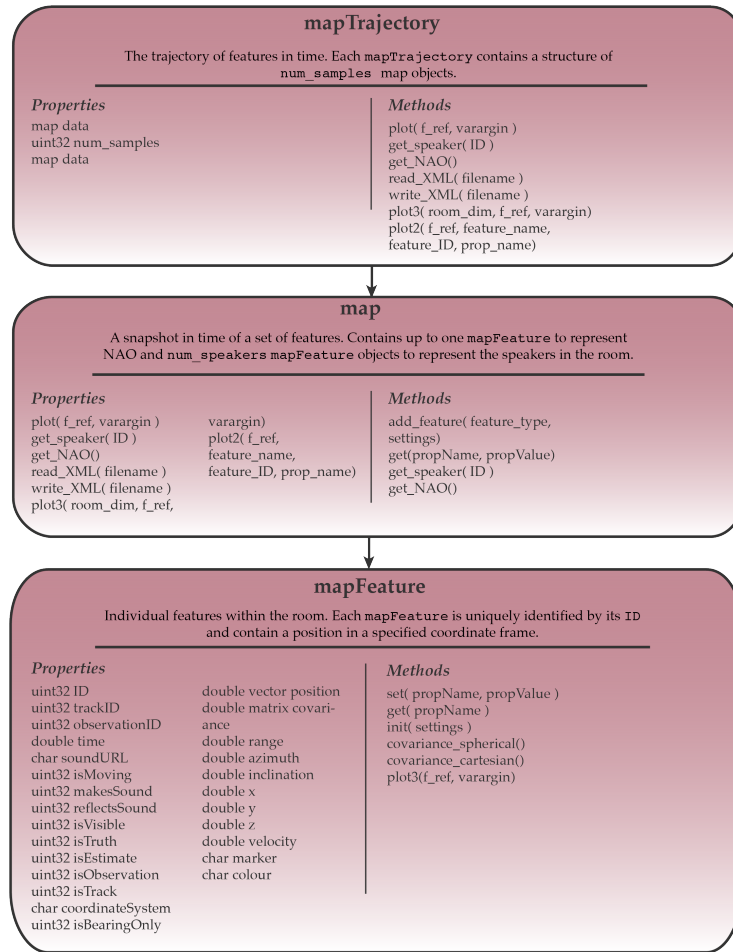 mapTrajectory
The trajectory of features in time. Each mapTrajectory contains a structure of
num_samples map objects.
Properties
map data
uint32 num_samples
map data
Methods
plot( f_ref, varargin )
get_speaker( ID )
get_NAO()
read_XML( filename )
write_XML( filename )
plot3( room_dim, f_ref, varargin)
plot2( f_ref, feature_name,
feature_ID, prop_name)
map
A snapshot in time of a set of features. Contains up to one mapFeature to represent
NAO and num_speakers mapFeature objects to represent the speakers in the room.
Properties
plot( f_ref, varargin )
get_speaker( ID )
get_NAO()
read_XML( filename )
write_XML( filename )
plot3( room_dim, f_ref,
varargin)
plot2( f_ref,
feature_name,
feature_ID, prop_name)
Methods
add_feature( feature_type,
settings)
get(propName, propValue)
get_speaker( ID )
get_NAO()
mapFeature
Individual features within the room. Each mapFeature is uniquely identified by its ID
and contain a position in a specified coordinate frame.
Properties
uint32 ID
uint32 trackID
uint32 observationID
double time
char soundURL
uint32 isMoving
uint32 makesSound
uint32 reflectsSound
uint32 isVisible
uint32 isTruth
uint32 isEstimate
uint32 isObservation
uint32 isTrack
char coordinateSystem
uint32 isBearingOnly
double vector position
double matrix covari-
ance
double range
double azimuth
double inclination
double x
double y
double z
double velocity
char marker
char colour
Methods
set( propName, propValue )
get( propName )
init( settings )
covariance_spherical()
covariance_cartesian()
plot3(f_ref, varargin)